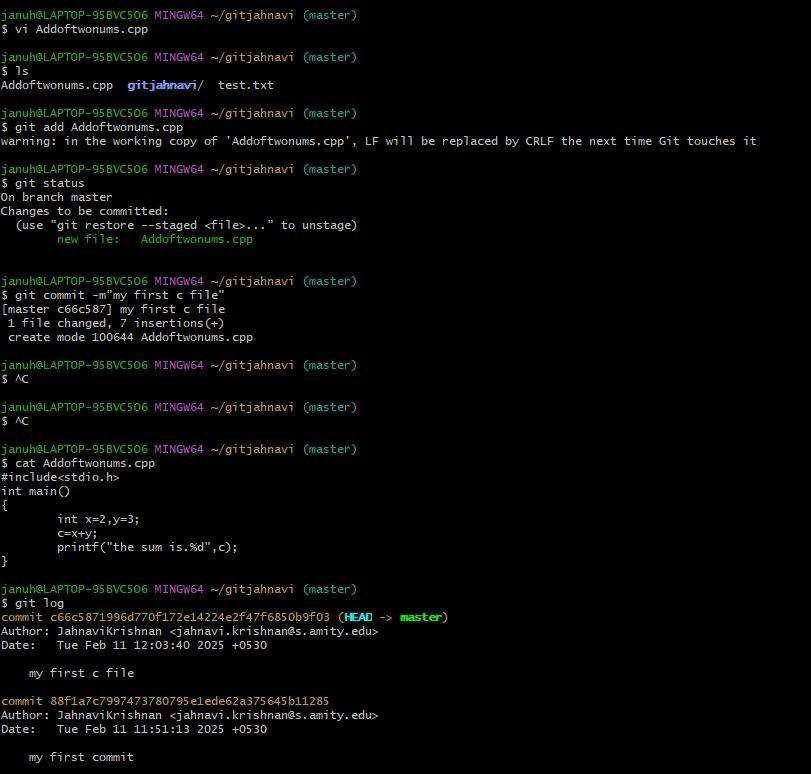 januh@LAPTOP-95BVC5O6 MINGW64 ~/gitjahnavi (master)
$ vi Addoftwonums.cpp
januh@LAPTOP-95BVC5O6 MINGW64 ~/gitjahnavi (master)
$ ls
Addoftwonums.cpp  gitjahnavi/  test.txt
januh@LAPTOP-95BVC5O6 MINGW64 ~/gitjahnavi (master)
$ git add Addoftwonums.cpp
warning: in the working copy of 'Addoftwonums.cpp', LF will be replaced by CRLF the next time Git touches it
januh@LAPTOP-95BVC5O6 MINGW64 ~/gitjahnavi (master)
$ git status
On branch master
Changes to be committed:
  (use "git restore --staged <file>..." to unstage)
        new file:   Addoftwonums.cpp
januh@LAPTOP-95BVC5O6 MINGW64 ~/gitjahnavi (master)
$ git commit -m"my first c file"
[master c66c587] my first c file
 1 file changed, 7 insertions(+)
 create mode 100644 Addoftwonums.cpp
januh@LAPTOP-95BVC5O6 MINGW64 ~/gitjahnavi (master)
$ ^C
januh@LAPTOP-95BVC5O6 MINGW64 ~/gitjahnavi (master)
$ ^C
januh@LAPTOP-95BVC5O6 MINGW64 ~/gitjahnavi (master)
$ cat Addoftwonums.cpp
#include<stdio.h>
int main()
{
        int x=2,y=3;
        c=x+y;
        printf("the sum is.%d",c);
}
januh@LAPTOP-95BVC5O6 MINGW64 ~/gitjahnavi (master)
$ git log
commit c66c5871996d770f172e14224e2f47f6850b9f03 (HEAD -> master)
Author: JahnaviKrishnan <jahnavi.krishnan@s.amity.edu>
Date:   Tue Feb 11 12:03:40 2025 +0530
    my first c file
commit 88f1a7c7997473780795e1ede62a375645b11285
Author: JahnaviKrishnan <jahnavi.krishnan@s.amity.edu>
Date:   Tue Feb 11 11:51:13 2025 +0530
    my first commit